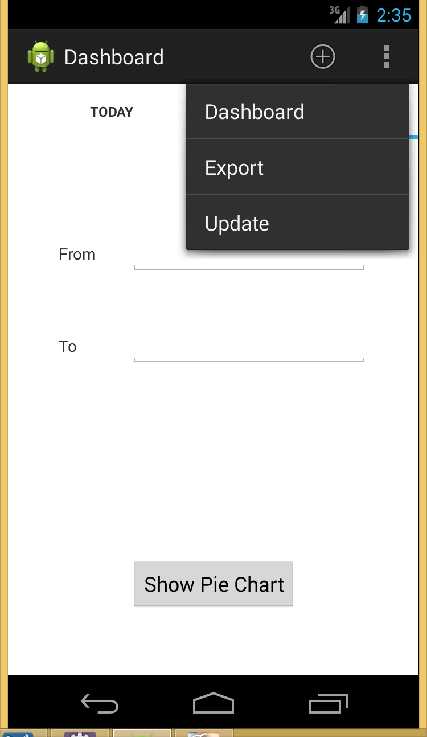 3G 2:35
Dashboard
TODAY
Dashboard
Export
Update
From
To
Show Pie Chart